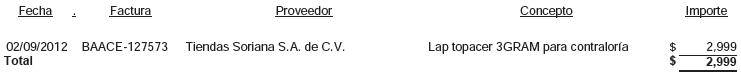 Fecha . Factura Proveedor Concepto Importe
02/09/2012 BAACE-127573 Tiendas Soriana S.A. de C.V. Lap topacer 3GRAM para contraloría $ 2,999
Total $ 2,999